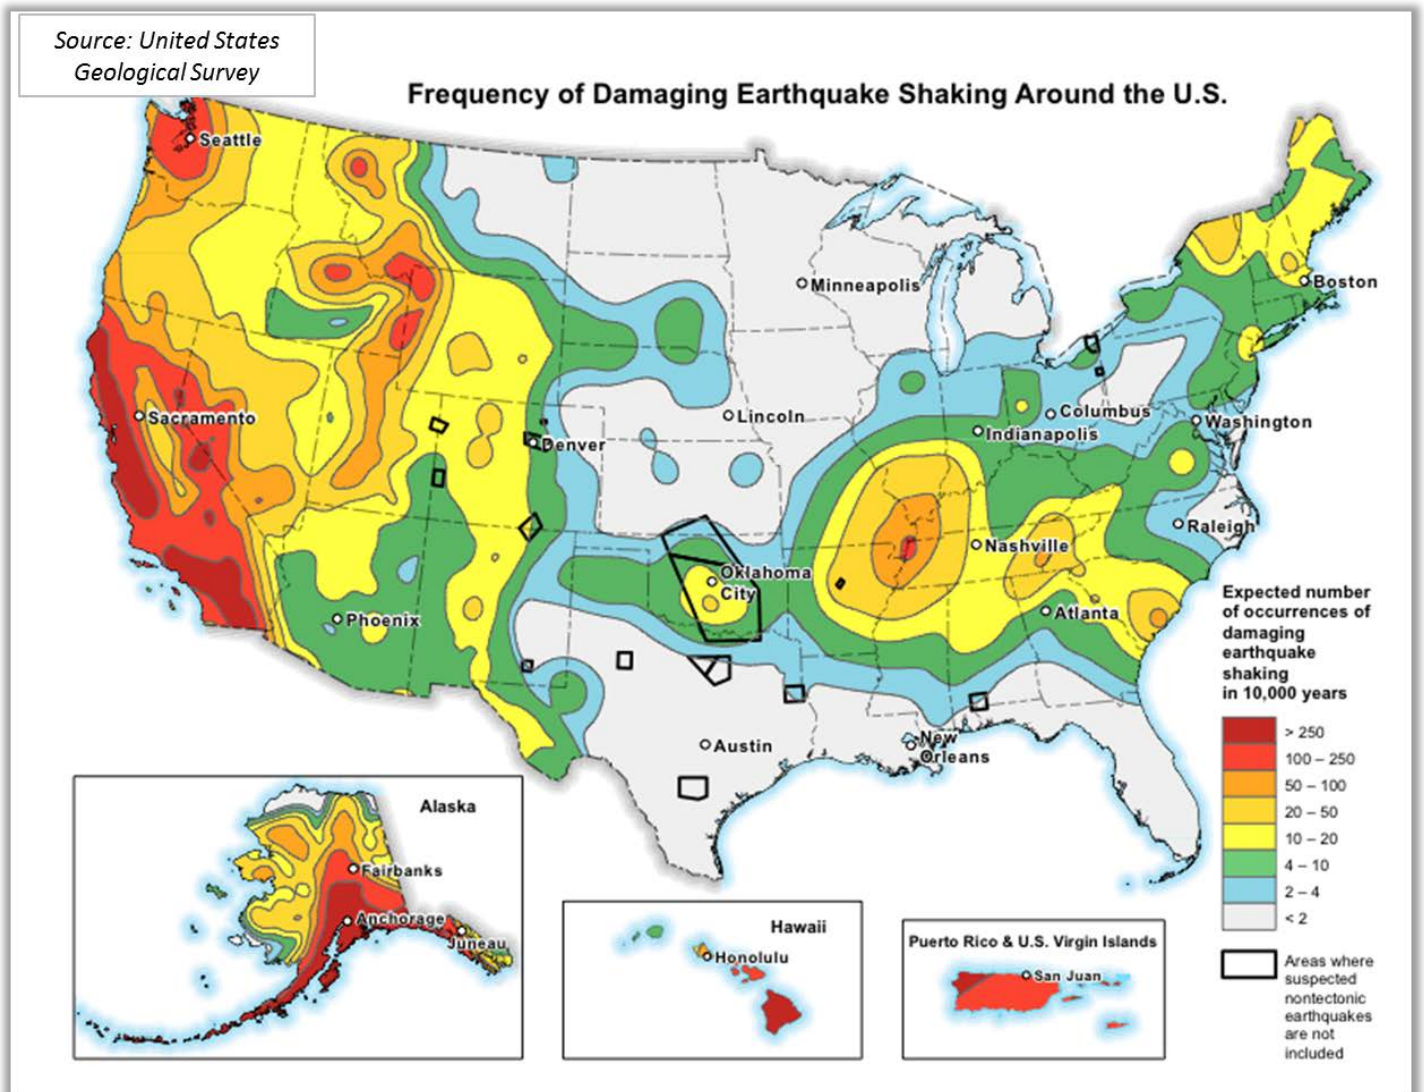 Source: United States
Geological Survey
Frequency of Damaging Earthquake Shaking Around the U.S.
Seattle
Minneapolis
Boston
Sacramento
Lincoln
Columbus
Washington
Indianapolis
Denver
Raleigh
Nashville
Oklahoma
City
Phoenix
Atlanta
Austin
New
Orleans
Expected number
of occurrences of
damaging
earthquake
shaking
in 10,000 years
> 250
100 – 250
50 – 100
20 – 50
10 – 20
4 – 10
2 – 4
< 2
Areas where
suspected
nontectonic
earthquakes
are not
included
Alaska
Fairbanks
Anchorage
Juneau
Hawaii
Honolulu
Puerto Rico & U.S. Virgin Islands
San Juan